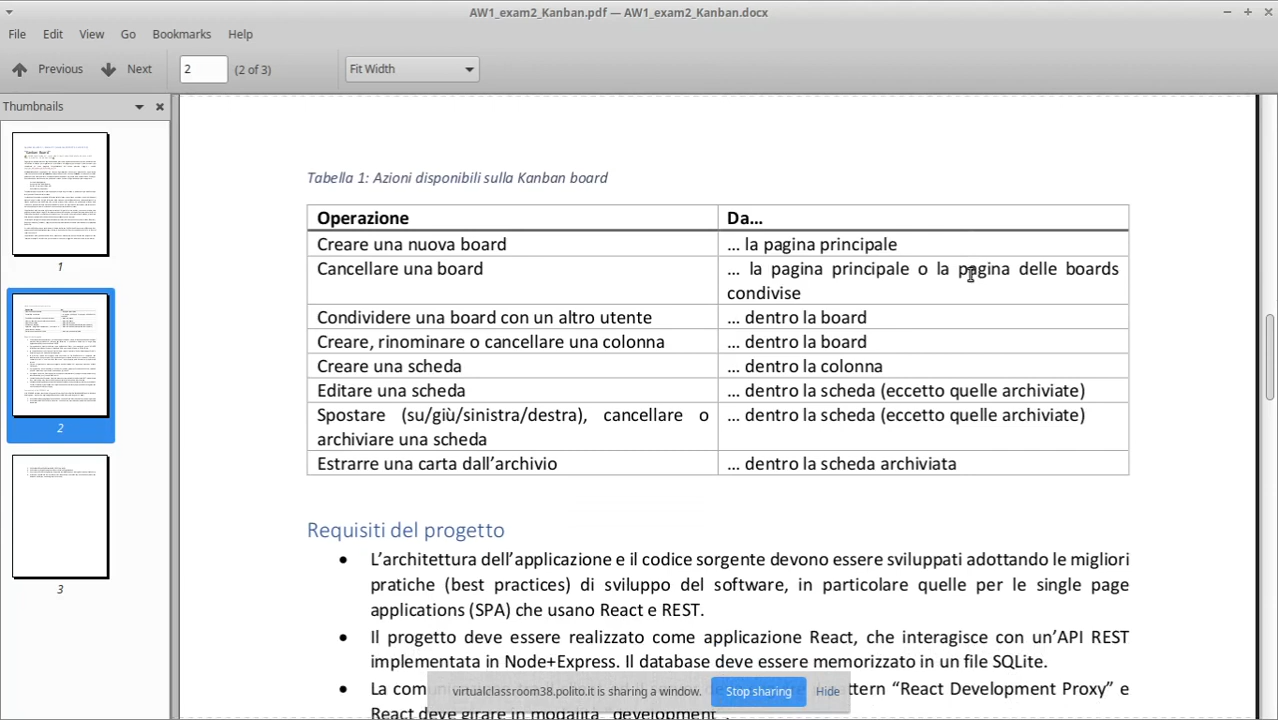 AW1_exam2_Kanban.pdf — AW1_exam2_Kanban.docx
File Edit View Go Bookmarks Help
Previous Next 2 (2 of 3) Fit Width
Thumbnails
1
2
3
Tabella 1: Azioni disponibili sulla Kanban board
Operazione Da...
Creare una nuova board ... la pagina principale
Cancellare una board ... la pagina principale o la pagina delle boards
condivise
Condividere una board con un altro utente ... dentro la board
Creare, rinominare o cancellare una colonna ... dentro la board
Creare una scheda ... dentro la colonna
Editare una scheda ... dentro la scheda (eccetto quelle archiviate)
Spostare (su/giù/sinistra/destra), cancellare o ... dentro la scheda (eccetto quelle archiviate)
archiviare una scheda
Estrarre una carta dall’archivio ... dentro la scheda archiviata
Requisiti del progetto
• L’architettura dell’applicazione e il codice sorgente devono essere sviluppati adottando le migliori
pratiche (best practices) di sviluppo del software, in particolare quelle per le single page
applications (SPA) che usano React e REST.
• Il progetto deve essere realizzato come applicazione React, che interagisce con un’API REST
implementata in Node+Express. Il database deve essere memorizzato in un file SQLite.
• La “React Development Proxy” e
React deve girare in modalità “development”.
virtualclassroom38.polito.it is sharing a window. Stop sharing Hide